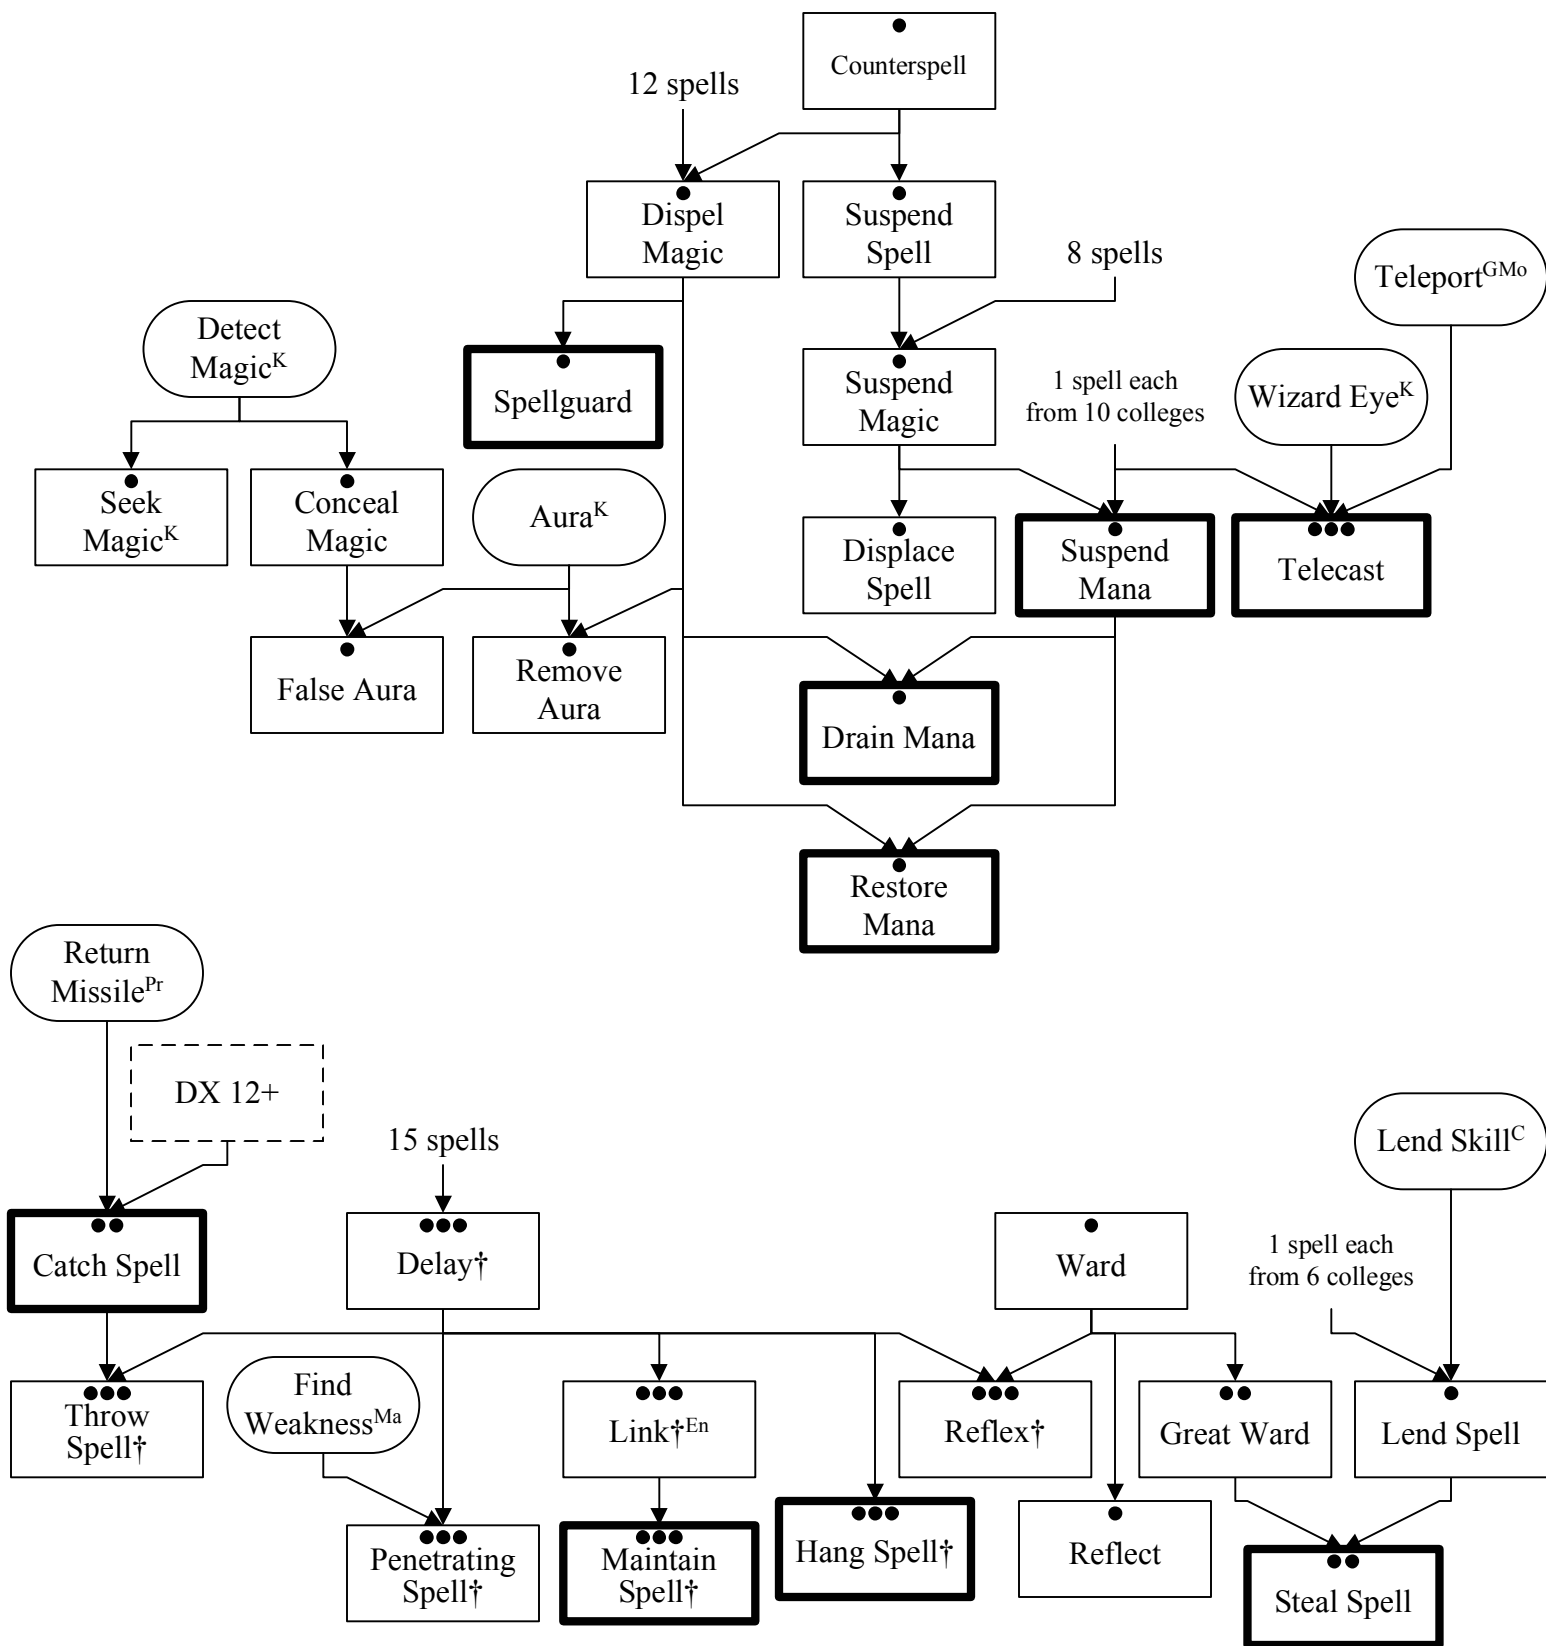 Counterspell
12 spells
Dispel
Magic
Suspend
Spell
8 spells
Teleport^GMo
Detect
Magic^K
Spellguard
Suspend
Magic
1 spell each
from 10 colleges
Wizard Eye^K
Seek
Magic^K
Conceal
Magic
Aura^K
Displace
Spell
Suspend
Mana
Telecast
False Aura
Remove
Aura
Drain Mana
Restore
Mana
Return
Missile^Pr
DX 12+
15 spells
Lend Skill^C
Catch Spell
Delay†
Ward
1 spell each
from 6 colleges
Throw
Spell†
Find
Weakness^Ma
Link†^En
Reflex†
Great Ward
Lend Spell
Penetrating
Spell†
Maintain
Spell†
Hang Spell†
Reflect
Steal Spell